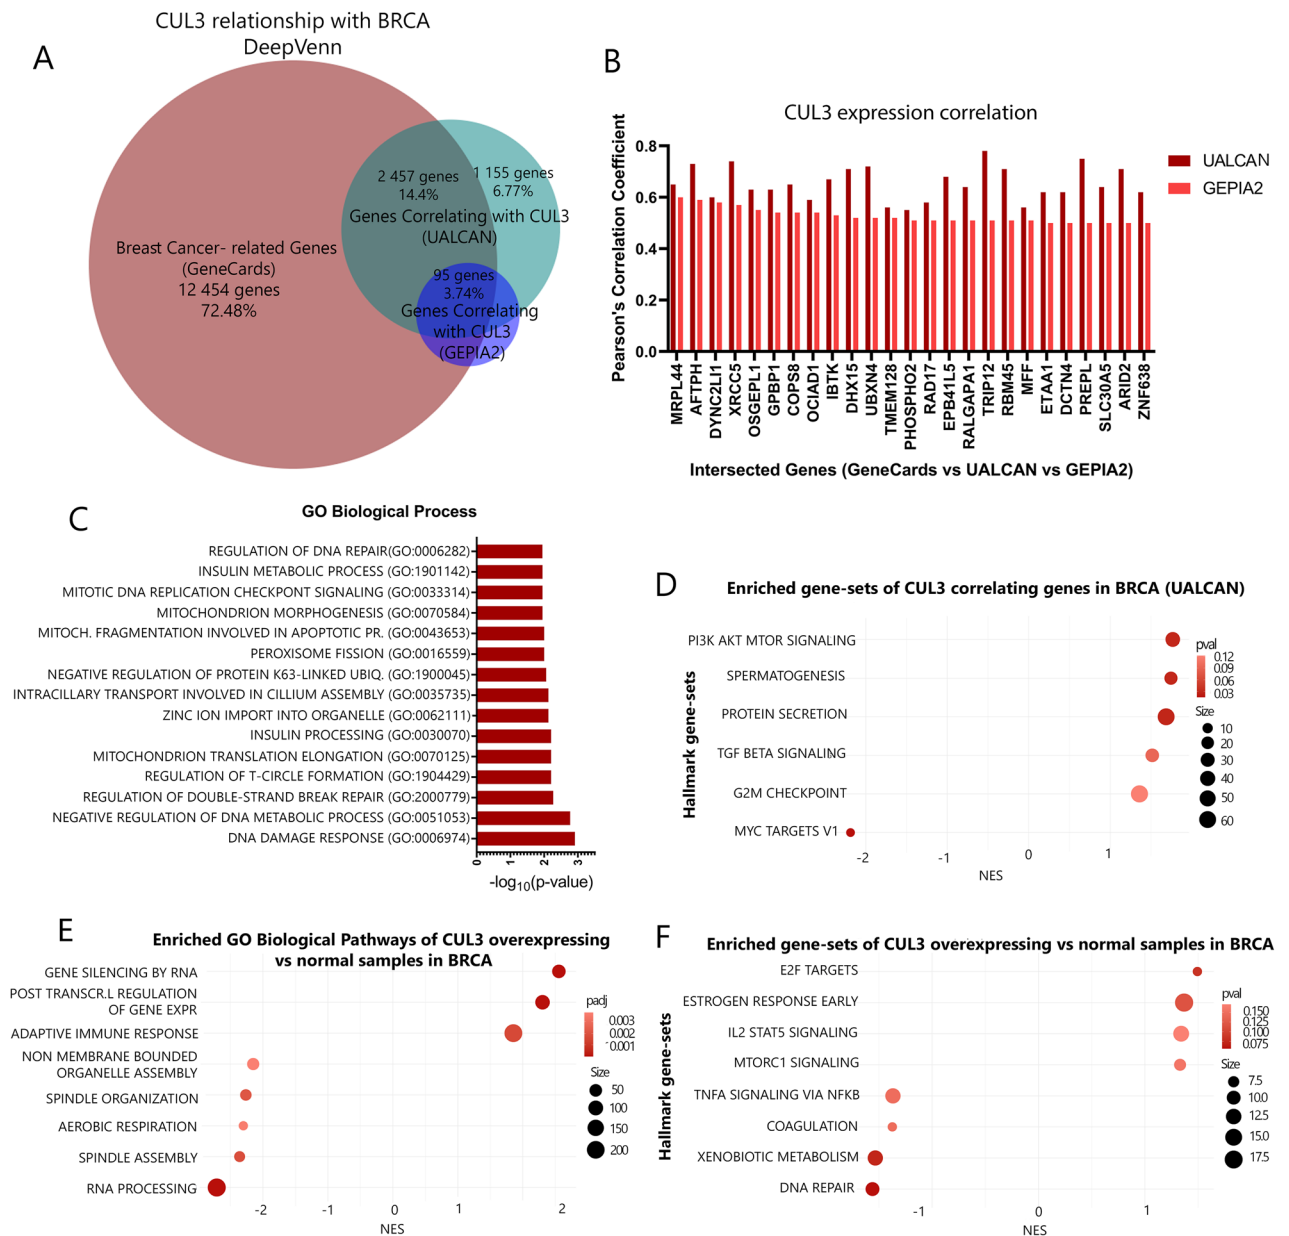 A
CUL3 relationship with BRCA
DeepVenn
2 457 genes
14.4%
1 155 genes
6.77%
Genes Correlating with CUL3
(UALCAN)
Breast Cancer- related Genes
(GeneCards)
12 454 genes
72.48%
95 genes
3.74%
Genes Correlating
with CUL3
(GEPIA2)
B
CUL3 expression correlation
Pearson's Correlation Coefficient
0.8
0.6
0.4
0.2
0.0
UALCAN
GEPIA2
MRPL44
AFTPH
DYNC2LI1
XRCC5
OSGEPL1
GPBP1
COPS8
OCIAD1
IBTK
DHX15
UBXN4
TMEM128
PHOSPHO2
RAD17
EPB41L5
RALGAPA1
TRIP12
RBM45
MFF
ETAA1
DCTN4
PREPL
SLC30A5
ARID2
ZNF638
Intersected Genes (GeneCards vs UALCAN vs GEPIA2)
C
GO Biological Process
REGULATION OF DNA REPAIR(GO:0006282)
INSULIN METABOLIC PROCESS (GO:1901142)
MITOTIC DNA REPLICATION CHECKPONT SIGNALING (GO:0033314)
MITOCHONDRION MORPHOGENESIS (GO:0070584)
MITOCH. FRAGMENTATION INVOLVED IN APOPTOTIC PR. (GO:0043653)
PEROXISOME FISSION (GO:0016559)
NEGATIVE REGULATION OF PROTEIN K63-LINKED UBIQ. (GO:1900045)
INTRACILLARY TRANSPORT INVOLVED IN CILLIUM ASSEMBLY (GO:0035735)
ZINC ION IMPORT INTO ORGANELLE (GO:0062111)
INSULIN PROCESSING (GO:0030070)
MITOCHONDRION TRANSLATION ELONGATION (GO:0070125)
REGULATION OF T-CIRCLE FORMATION (GO:1904429)
REGULATION OF DOUBLE-STRAND BREAK REPAIR (GO:2000779)
NEGATIVE REGULATION OF DNA METABOLIC PROCESS (GO:0051053)
DNA DAMAGE RESPONSE (GO:0006974)
0 1 2 3
-log10(p-value)
D
Enriched gene-sets of CUL3 correlating genes in BRCA (UALCAN)
Hallmark gene-sets
PI3K AKT MTOR SIGNALING
SPERMATOGENESIS
PROTEIN SECRETION
TGF BETA SIGNALING
G2M CHECKPOINT
MYC TARGETS V1
-2 -1 0 1
NES
pval
0.12
0.09
0.06
0.03
Size
10
20
30
40
50
60
E
Enriched GO Biological Pathways of CUL3 overexpressing
vs normal samples in BRCA
GENE SILENCING BY RNA
POST TRANSCR.L REGULATION
OF GENE EXPR
ADAPTIVE IMMUNE RESPONSE
NON MEMBRANE BOUNDED
ORGANELLE ASSEMBLY
SPINDLE ORGANIZATION
AEROBIC RESPIRATION
SPINDLE ASSEMBLY
RNA PROCESSING
-2 -1 0 1 2
NES
padj
0.003
0.002
0.001
Size
50
100
150
200
F
Enriched gene-sets of CUL3 overexpressing vs normal samples in BRCA
Hallmark gene-sets
E2F TARGETS
ESTROGEN RESPONSE EARLY
IL2 STAT5 SIGNALING
MTORC1 SIGNALING
TNFA SIGNALING VIA NFKB
COAGULATION
XENOBIOTIC METABOLISM
DNA REPAIR
-1 0 1
NES
pval
0.150
0.125
0.100
0.075
Size
7.5
10.0
12.5
15.0
17.5